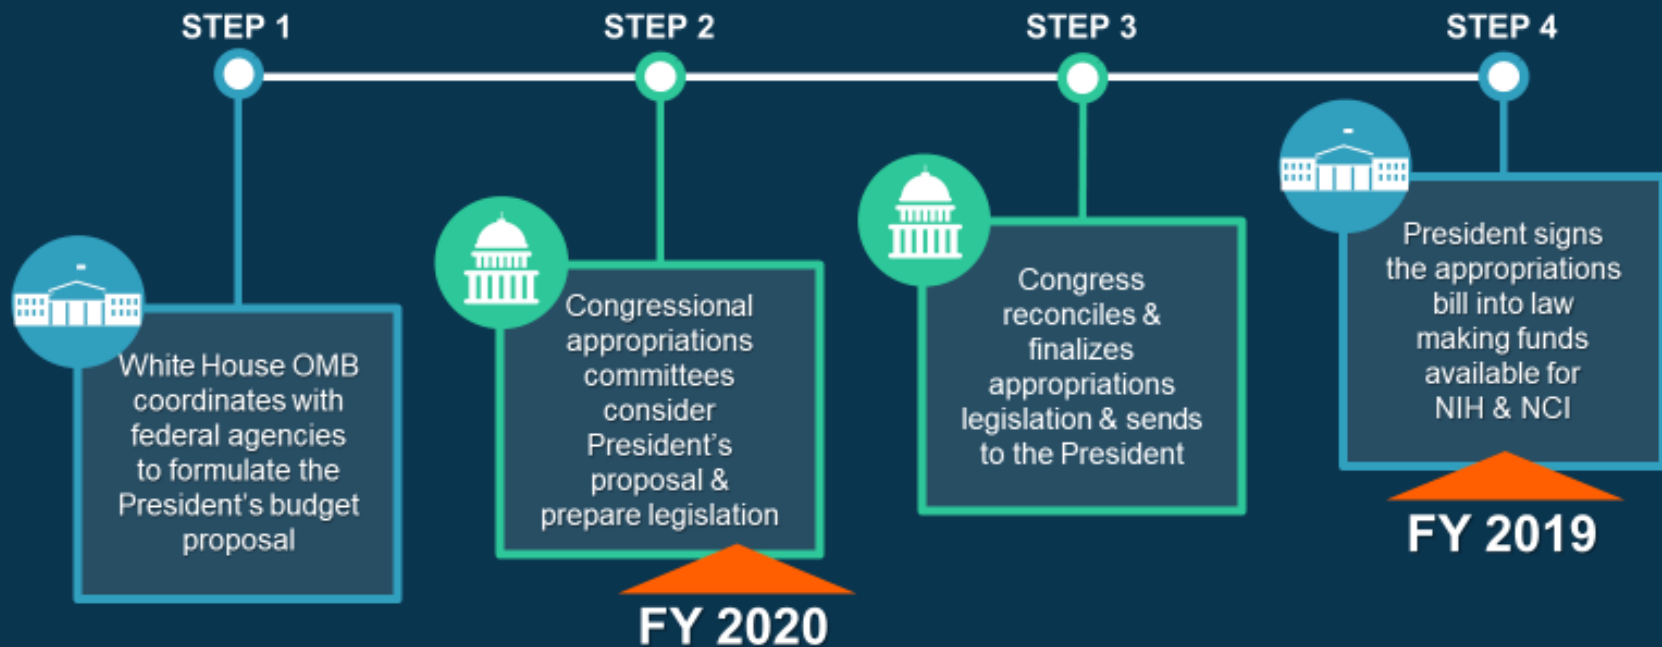 STEP 1
White House OMB
coordinates with
federal agencies
to formulate the
President's budget
proposal
STEP 2
Congressional
appropriations
committees
consider
President's
proposal &
prepare legislation
FY 2020
STEP 3
Congress
reconciles &
finalizes
appropriations
legislation & sends
to the President
STEP 4
President signs
the appropriations
bill into law
making funds
available for
NIH & NCI
FY 2019